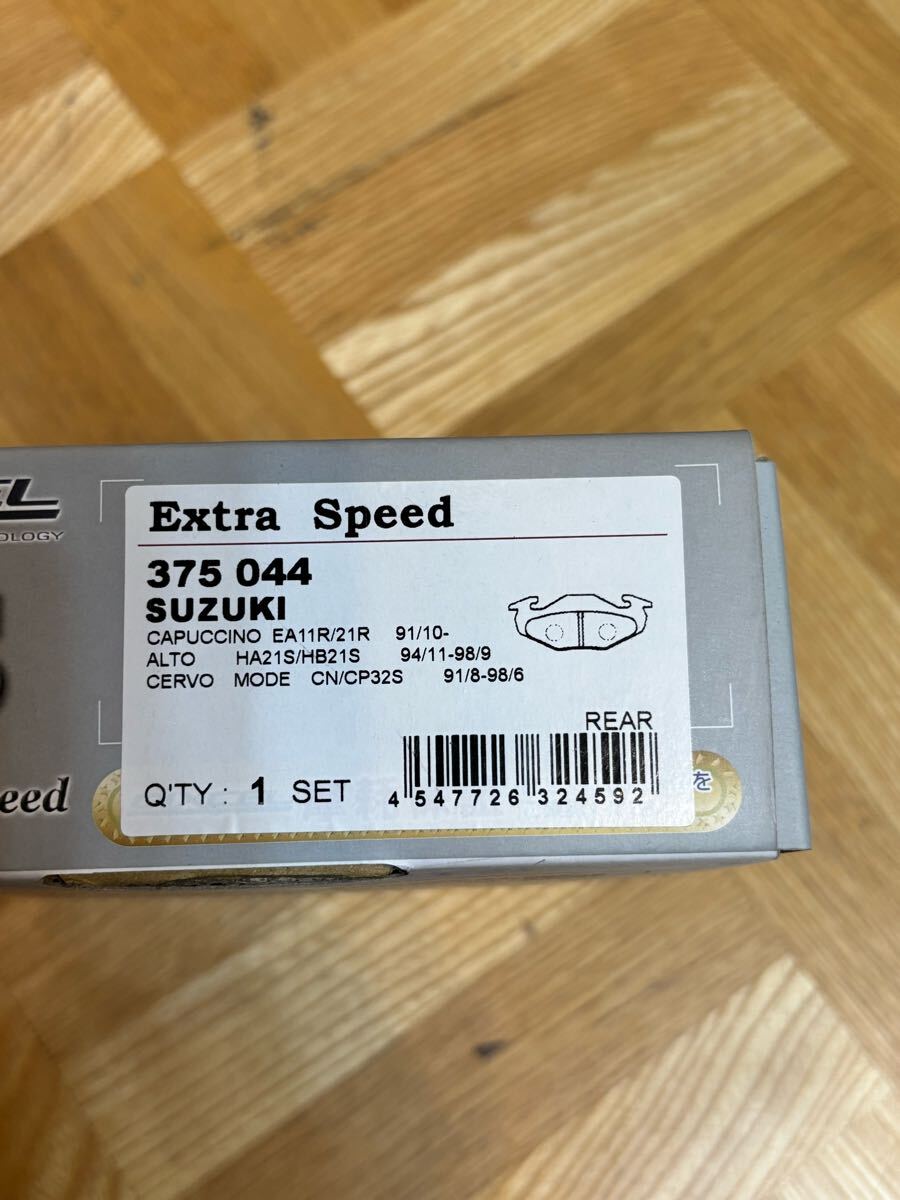 Extra Speed
375 044
SUZUKI
CAPUCCINO EA11R/21R 91/10-
ALTO HA21S/HB21S 94/11-98/9
CERVO MODE CN/CP32S 91/8-98/6
REAR
Q'TY : 1 SET
4 547726 324592
を